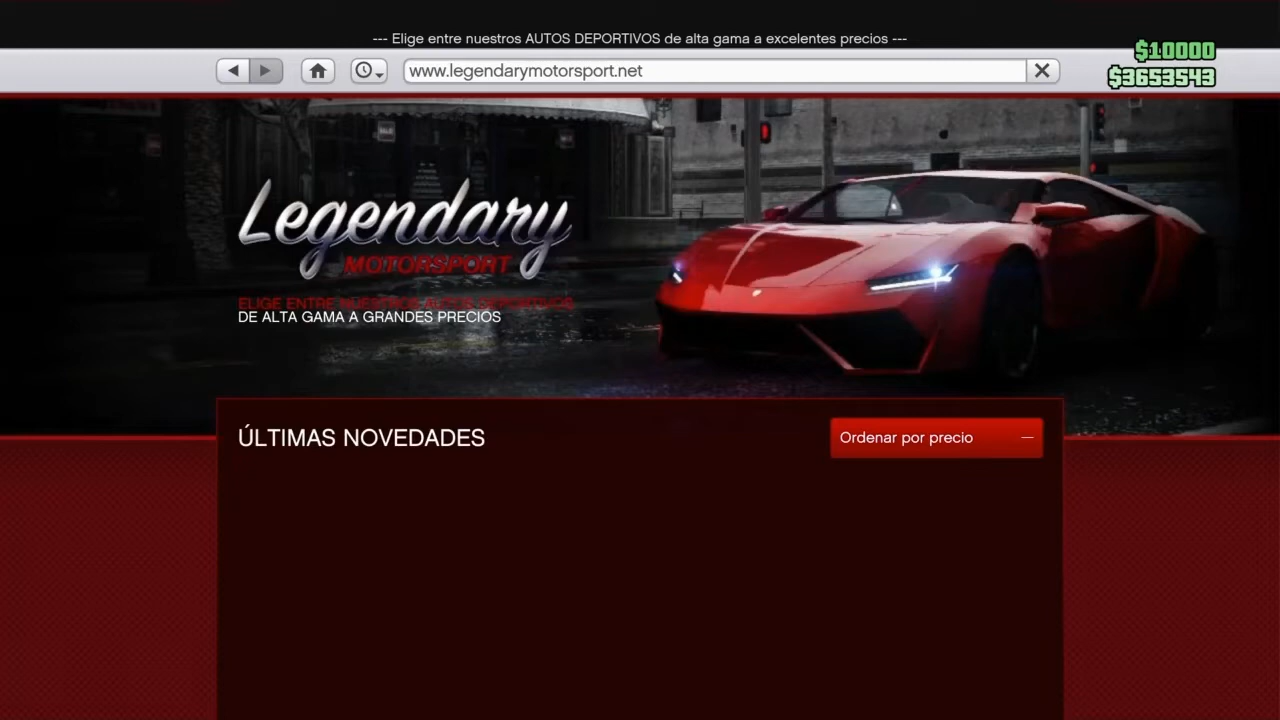 --- Elige entre nuestros AUTOS DEPORTIVOS de alta gama a excelentes precios ---
$10000
www.legendarymotorsport.net
$3653543
Legendary
MOTORSPORT
ELIGE ENTRE NUESTROS AUTOS DEPORTIVOS
DE ALTA GAMA A GRANDES PRECIOS
ÚLTIMAS NOVEDADES
Ordenar por precio